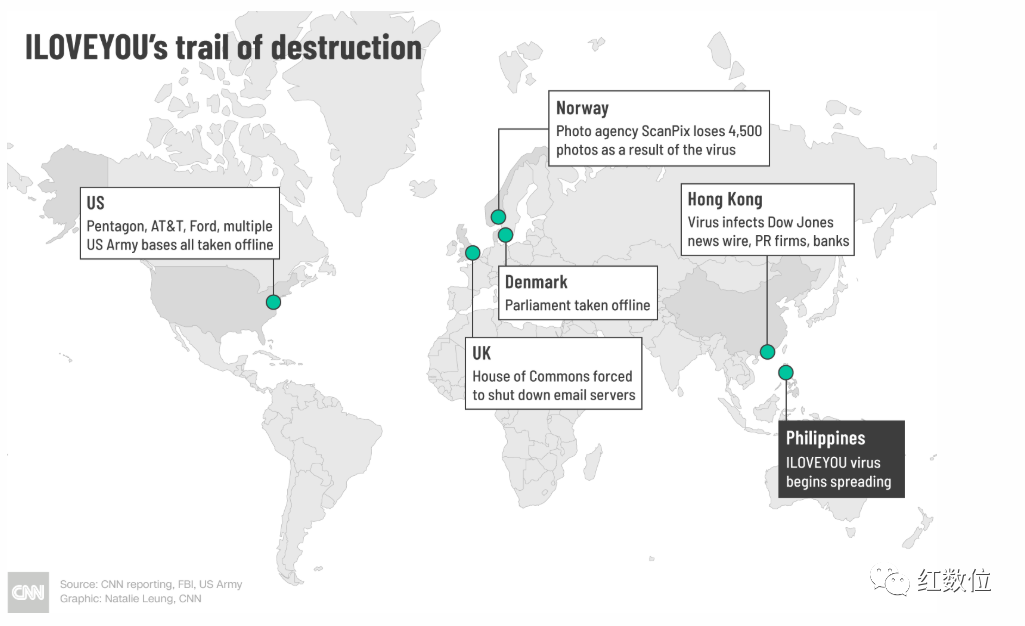 ILOVEYOU's trail of destruction
Norway
Photo agency ScanPix loses 4,500
photos as a result of the virus
US
Pentagon, AT&T, Ford, multiple
US Army bases all taken offline
Hong Kong
Virus infects Dow Jones
news wire, PR firms, banks
Denmark
Parliament taken offline
UK
House of Commons forced
to shut down email servers
Philippines
ILOVEYOU virus
begins spreading
CNN
Source: CNN reporting, FBI, US Army
Graphic: Natalie Leung, CNN
红数位